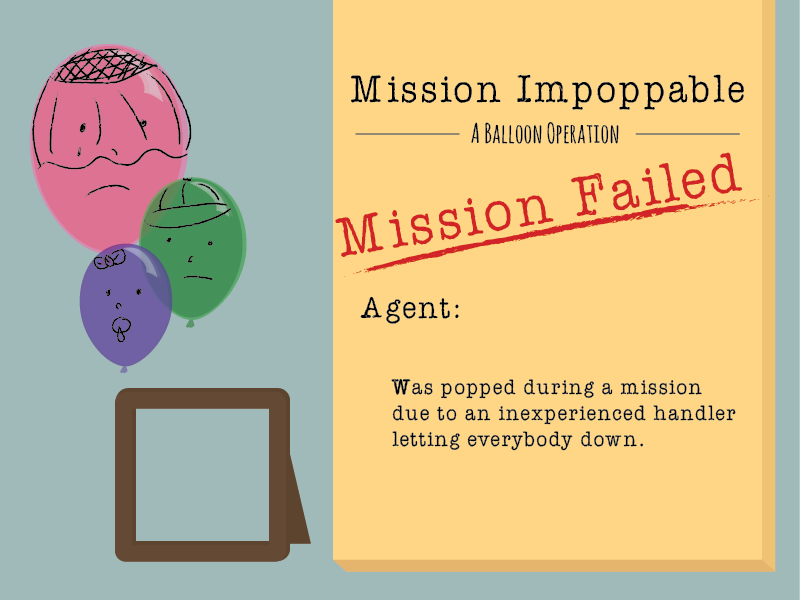 Mission Impoppable
A Balloon Operation
Mission Failed
Agent:
Was popped during a mission
due to an inexperienced handler
letting everybody down.